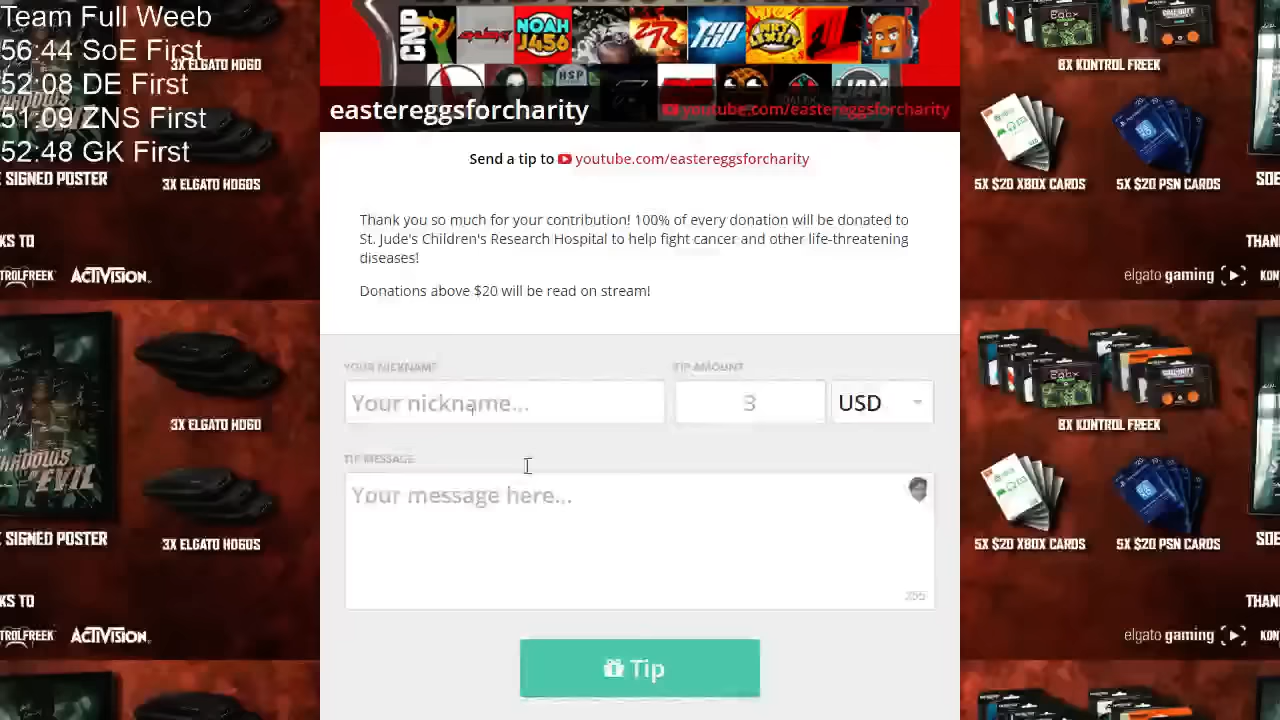 Team Full Weeb
56:44 SoE First
52:08 DE First
51:09 ZNS First
52:48 GK First
3X ELGATO HD60
SIGNED POSTER
3X ELGATO HD60S
ACTIVISION
CNP
NOAH
J456
2R
TSP
HSP
eastereggsforcharity
youtube.com/eastereggsforcharity
Send a tip to youtube.com/eastereggsforcharity
Thank you so much for your contribution! 100% of every donation will be donated to
St. Jude's Children's Research Hospital to help fight cancer and other life-threatening
diseases!
Donations above $20 will be read on stream!
YOUR NICKNAME
TIP AMOUNT
Your nickname...
3
USD
TIP MESSAGE
Your message here...
255
Tip
8X KONTROL FREEK
5X $20 XBOX CARDS
5X $20 PSN CARDS
elgato gaming
3X ELGATO HD60
SIGNED POSTER
3X ELGATO HD60S
ACTIVISION
8X KONTROL FREEK
5X $20 XBOX CARDS
5X $20 PSN CARDS
elgato gaming